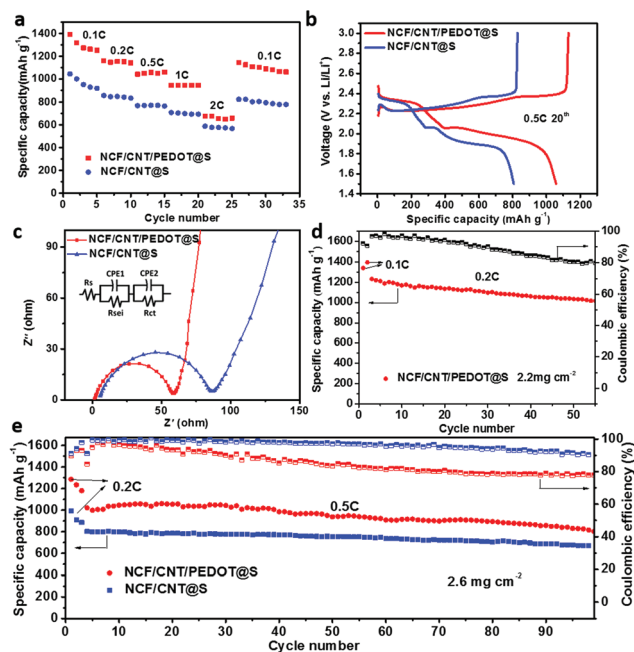 a
1400
1200
1000
800
600
400
200
0
0.1C
0.2C
0.5C
1C
2C
0.1C
NCF/CNT/PEDOT@S
NCF/CNT@S
0 5 10 15 20 25 30 35
Cycle number
Specific capacity(mAh g⁻¹)
b
NCF/CNT/PEDOT@S
NCF/CNT@S
3.0
2.7
2.4
2.1
1.8
1.5
0.5C 20th
0 200 400 600 800 1000 1200
Specific capacity (mAh g⁻¹)
Voltage (V vs. Li/Li⁺)
c
NCF/CNT/PEDOT@S
NCF/CNT@S
90
60
30
0
Rs
CPE1
CPE2
Rsei
Rct
0 50 100 150
Z' (ohm)
Z'' (ohm)
d
1600
1400
1200
1000
800
600
400
200
0
0.1C
0.2C
NCF/CNT/PEDOT@S 2.2mg cm⁻²
100
80
60
40
20
0
0 10 20 30 40 50
Cycle number
Specific capacity (mAh g⁻¹)
Coulombic efficiency (%)
e
1600
1400
1200
1000
800
600
400
200
0
0.2C
0.5C
NCF/CNT/PEDOT@S
NCF/CNT@S
2.6 mg cm⁻²
100
80
60
40
20
0
0 10 20 30 40 50 60 70 80 90
Cycle number
Specific capacity (mAh g⁻¹)
Coulombic efficiency (%)